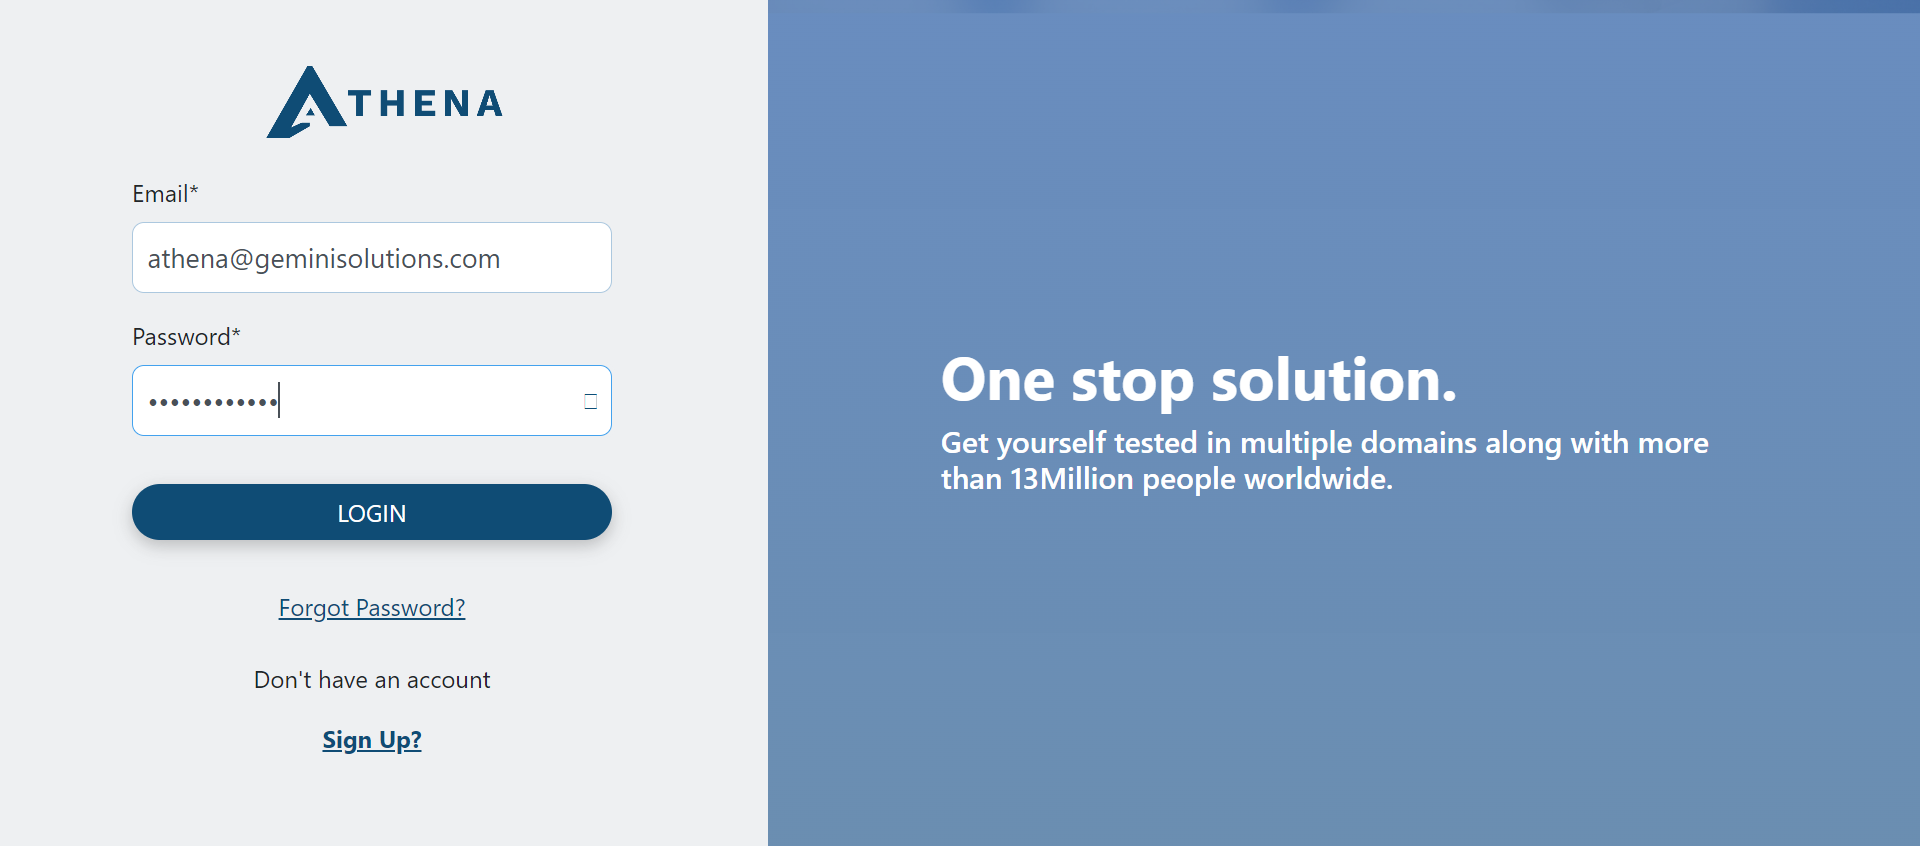 ATHENA
Email*
athena@geminisolutions.com
Password*
••••••••••••
LOGIN
Forgot Password?
Don't have an account
Sign Up?
One stop solution.
Get yourself tested in multiple domains along with more
than 13Million people worldwide.